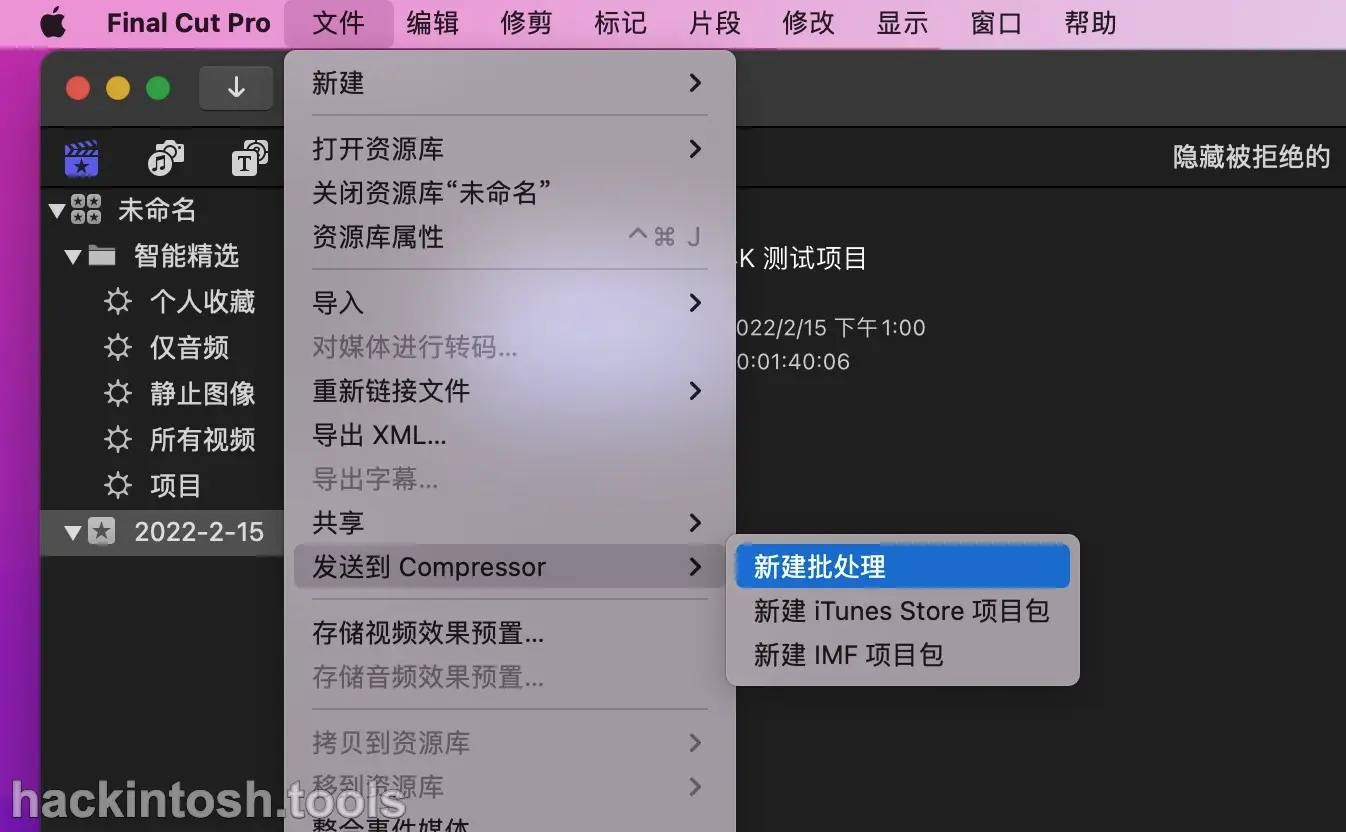 Final Cut Pro 文件 编辑 修剪 标记 片段 修改 显示 窗口 帮助
隐藏被拒绝的
未命名
智能精选
个人收藏
仅音频
静止图像
所有视频
项目
2022-2-15
新建
打开资源库
关闭资源库“未命名”
资源库属性 ^⌘ J
导入
对媒体进行转码...
重新链接文件
导出 XML...
导出字幕...
共享
发送到 Compressor
存储视频效果预置...
存储音频效果预置...
拷贝到资源库
移到资源库
整合事件媒体
新建批处理
新建 iTunes Store 项目包
新建 IMF 项目包
K 测试项目
022/2/15 下午1:00
0:01:40:06
hackintosh.tools